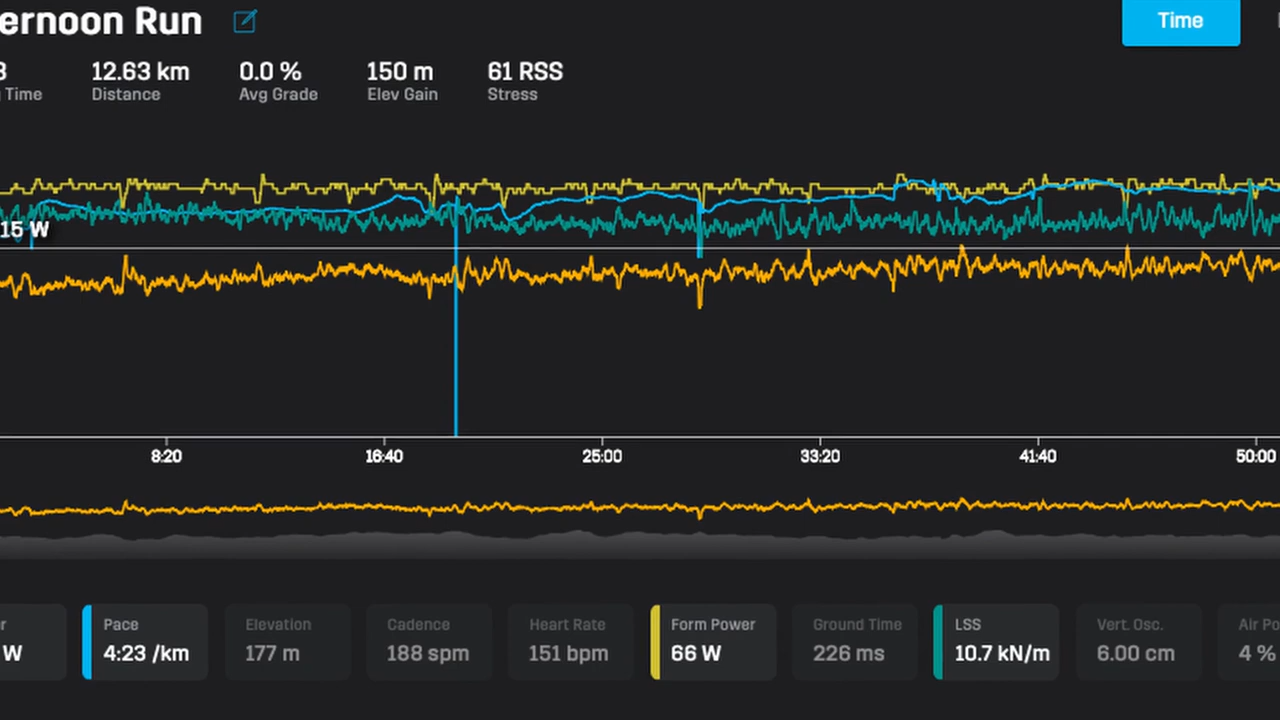 ernoon Run
Time
8 12.63 km 0.0 % 150 m 61 RSS
Time Distance Avg Grade Elev Gain Stress
15 W
8:20 16:40 25:00 33:20 41:40 50:00
r Pace Elevation Cadence Heart Rate Form Power Ground Time LSS Vert. Osc. Air Po
W 4:23 /km 177 m 188 spm 151 bpm 66 W 226 ms 10.7 kN/m 6.00 cm 4 %